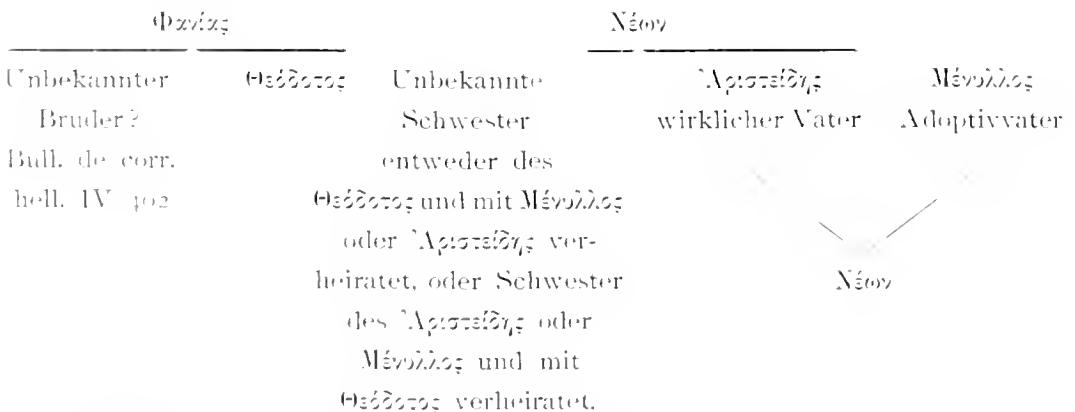 Φανίας Νέων
Unbekannter Θεόδοτος Unbekannte Ἀριστείδης Μένυλλος
Bruder? Schwester wirklicher Vater Adoptivvater
Bull. de corr. entweder des
hell. IV 402 Θεόδοτος und mit Μένυλλος
oder Ἀριστείδης ver-
heiratet, oder Schwester Νέων
des Ἀριστείδης oder
Μένυλλος und mit
Θεόδοτος verheiratet.